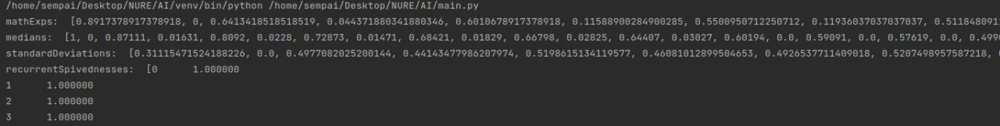 /home/sempai/Desktop/NURE/AI/venv/bin/python /home/sempai/Desktop/NURE/AI/main.py
mathExps:  [0.8917378917378918, 0, 0.6413418518518519, 0.044371880341880346, 0.6010678917378918, 0.11588900284900285, 0.5500950712250712, 0.11936037037037037, 0.511848091
medians:  [1, 0, 0.87111, 0.01631, 0.8092, 0.0228, 0.72873, 0.01471, 0.68421, 0.01829, 0.66798, 0.02825, 0.64407, 0.03027, 0.60194, 0.0, 0.59091, 0.0, 0.57619, 0.0, 0.499
standardDeviations:  [0.31115471524188226, 0.0, 0.4977082025200144, 0.44143477986207974, 0.5198615134119577, 0.46081012899504653, 0.4926537711409018, 0.5207498957587218,
recurrentSpivednesses:  [0      1.000000
1      1.000000
2      1.000000
3      1.000000